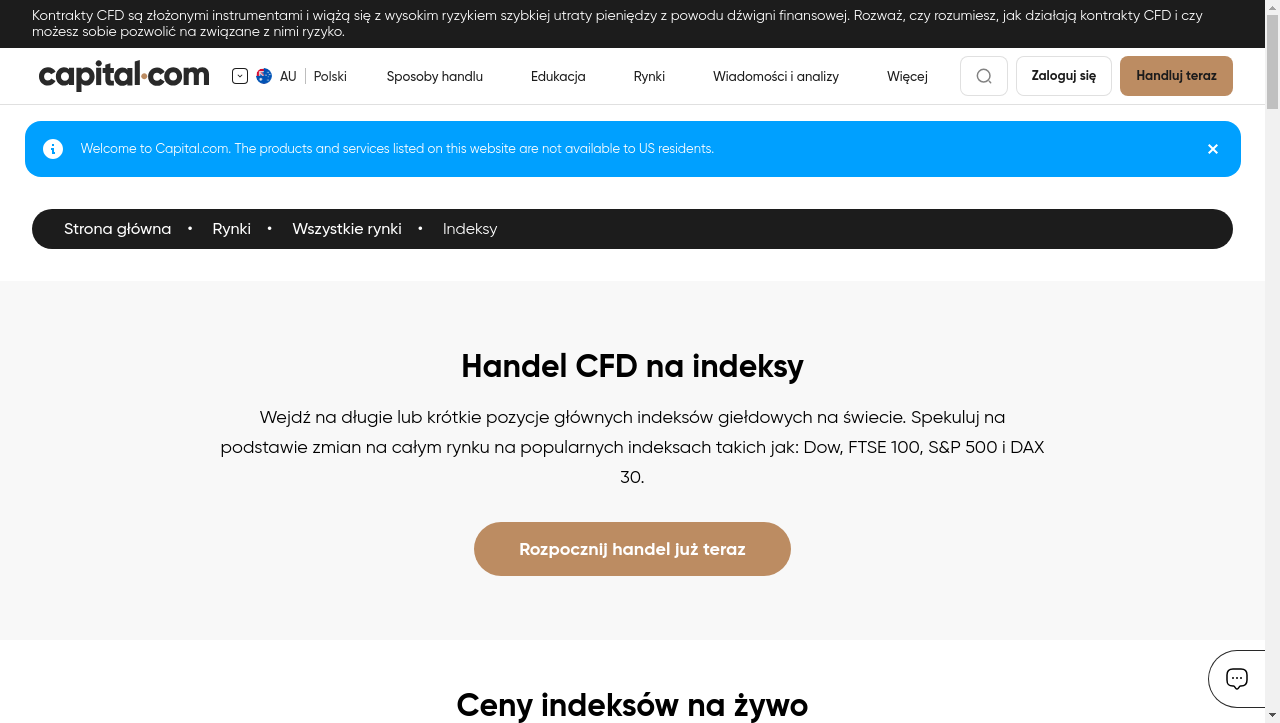 Kontrakty CFD są złożonymi instrumentami i wiążą się z wysokim ryzykiem szybkiej utraty pieniędzy z powodu dźwigni finansowej. Rozważ, czy rozumiesz, jak działają kontrakty CFD i czy
możesz sobie pozwolić na związane z nimi ryzyko.
capital.com AU Polski Sposoby handlu Edukacja Rynki Wiadomości i analizy Więcej Zaloguj się Handluj teraz
Welcome to Capital.com. The products and services listed on this website are not available to US residents.
Strona główna • Rynki • Wszystkie rynki • Indeksy
Handel CFD na indeksy
Wejdź na długie lub krótkie pozycje głównych indeksów giełdowych na świecie. Spekuluj na
podstawie zmian na całym rynku na popularnych indeksach takich jak: Dow, FTSE 100, S&P 500 i DAX
30.
Rozpocznij handel już teraz
Ceny indeksów na żywo